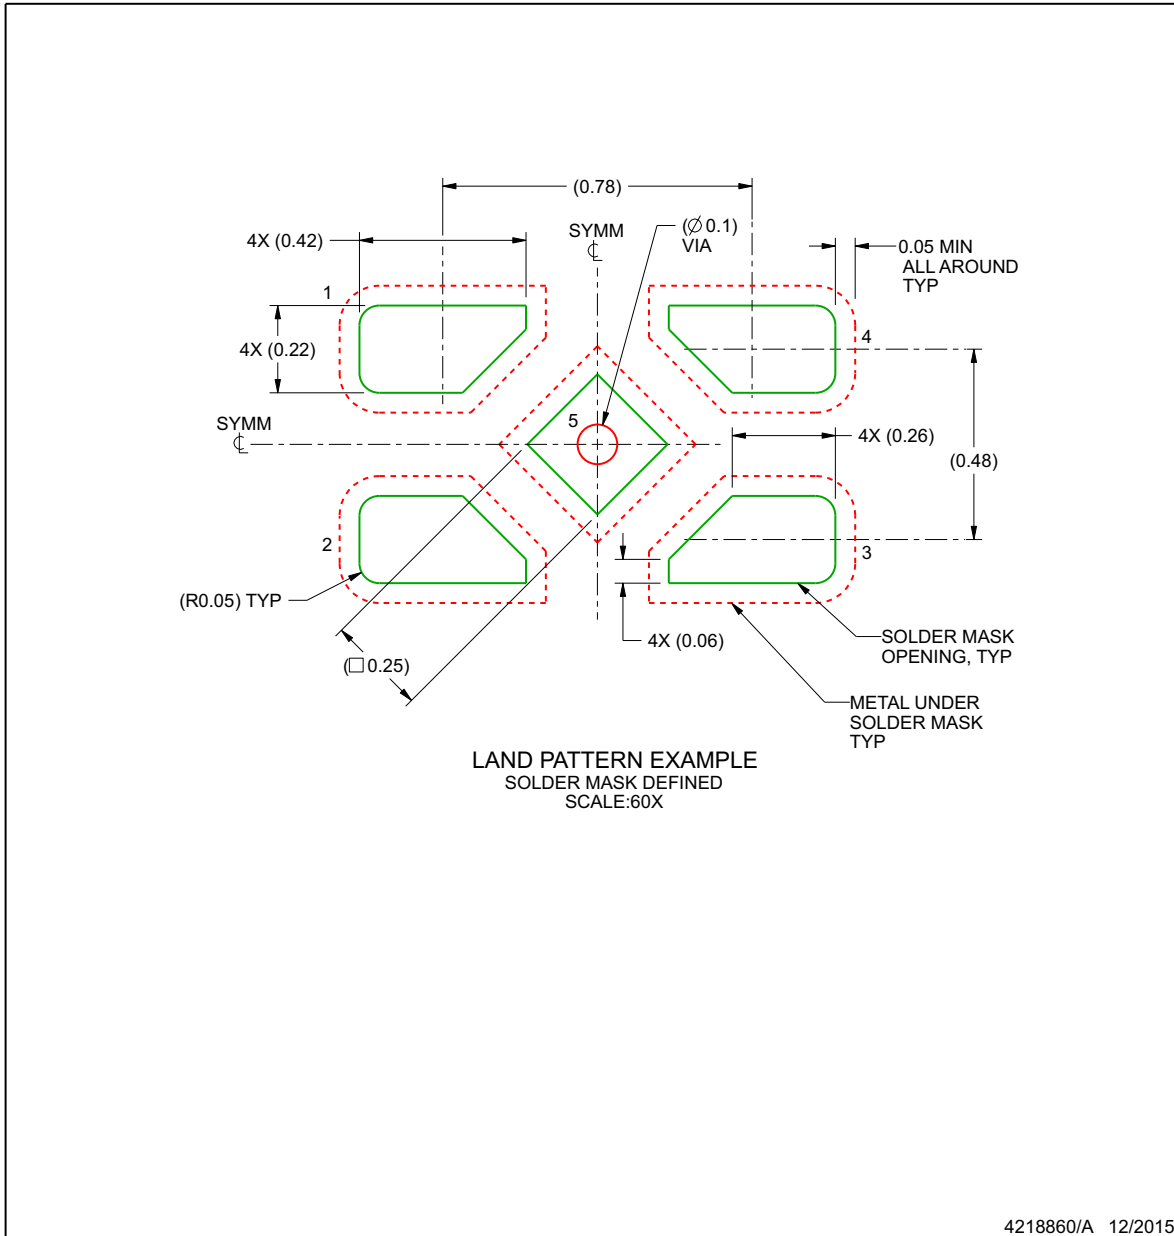 (0.78)
(Ø 0.1)
VIA
SYMM
℄
4X (0.42)
0.05 MIN
ALL AROUND
TYP
1
4
4X (0.22)
SYMM
℄
5
4X (0.26)
(0.48)
2
3
(R0.05) TYP
4X (0.06)
SOLDER MASK
OPENING, TYP
(□ 0.25)
METAL UNDER
SOLDER MASK
TYP
LAND PATTERN EXAMPLE
SOLDER MASK DEFINED
SCALE:60X
4218860/A 12/2015